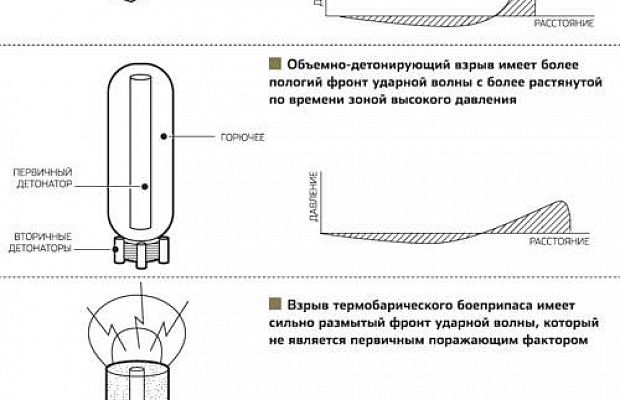 РАССТОЯНИЕ
Объемно-детонирующий взрыв имеет более
пологий фронт ударной волны с более растянутой
по времени зоной высокого давления
ГОРЮЧЕЕ
ПЕРВИЧНЫЙ
ДЕТОНАТОР
ДАВЛЕНИЕ
ВТОРИЧНЫЕ
ДЕТОНАТОРЫ
РАССТОЯНИЕ
Взрыв термобарического боеприпаса имеет
сильно размытый фронт ударной волны, который
не является первичным поражающим фактором